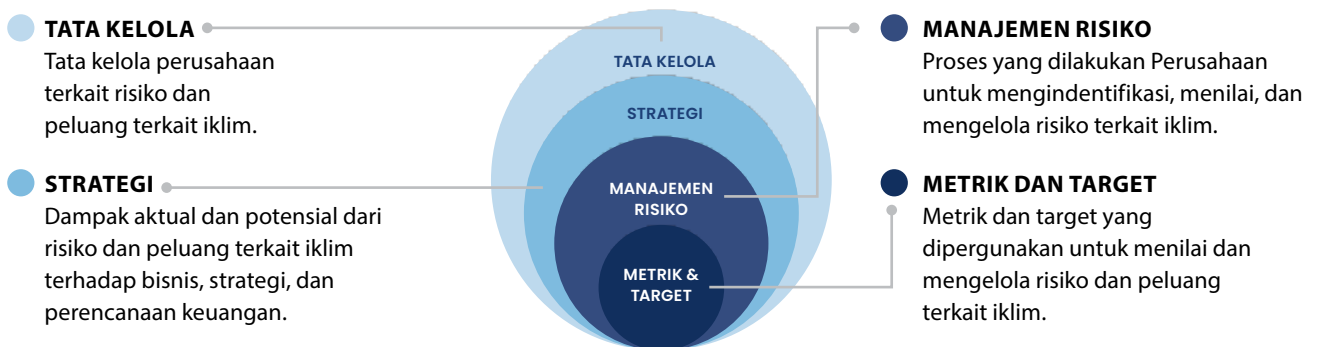 TATA KELOLA
Tata kelola perusahaan
terkait risiko dan
peluang terkait iklim.
STRATEGI
Dampak aktual dan potensial dari
risiko dan peluang terkait iklim
terhadap bisnis, strategi, dan
perencanaan keuangan.
TATA KELOLA
STRATEGI
MANAJEMEN
RISIKO
METRIK &
TARGET
MANAJEMEN RISIKO
Proses yang dilakukan Perusahaan
untuk mengindentifikasi, menilai, dan
mengelola risiko terkait iklim.
METRIK DAN TARGET
Metrik dan target yang
dipergunakan untuk menilai dan
mengelola risiko dan peluang
terkait iklim.